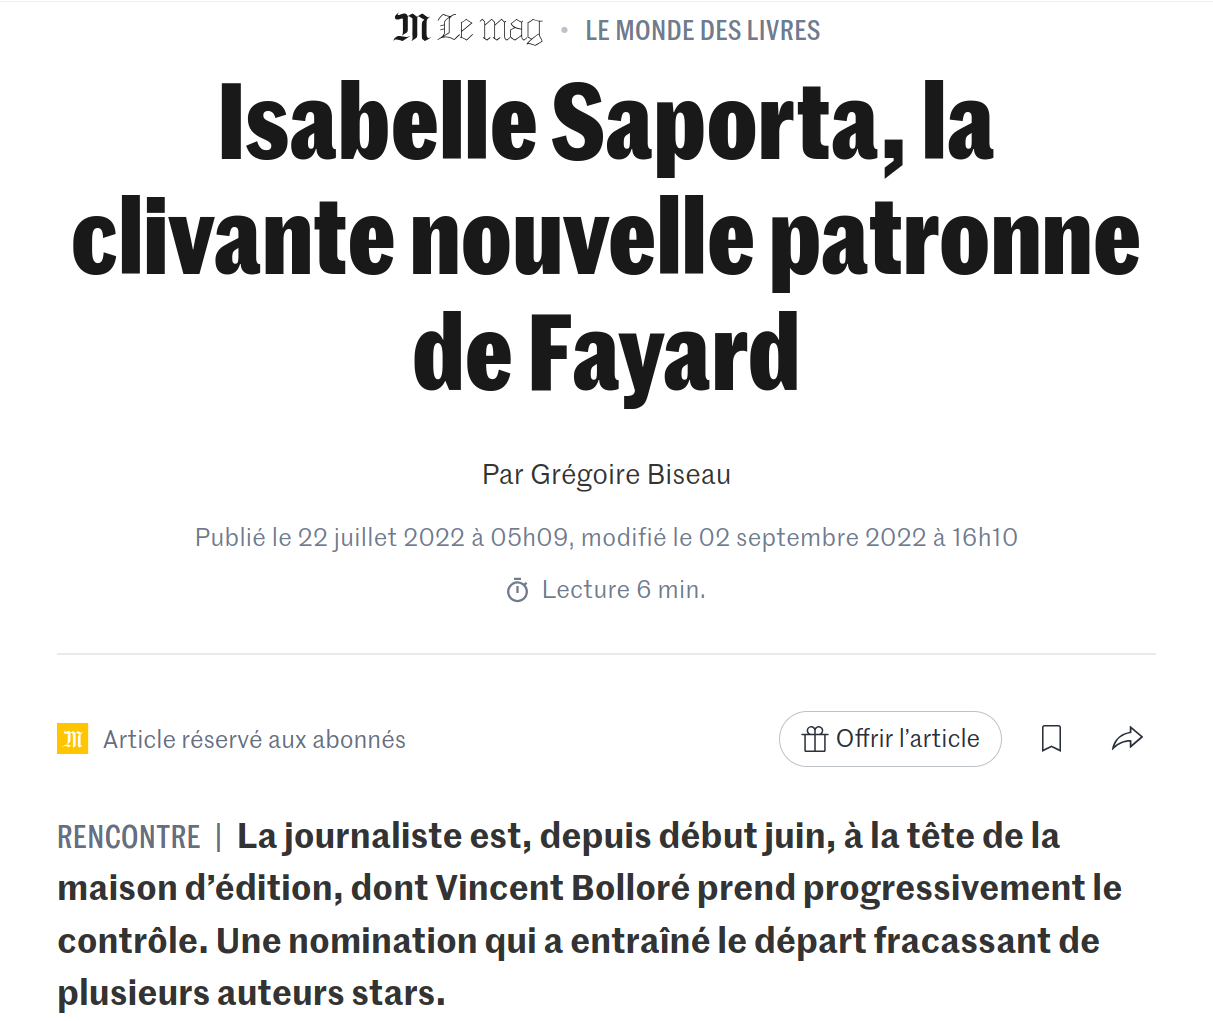 M Le mag • LE MONDE DES LIVRES
Isabelle Saporta, la
clivante nouvelle patronne
de Fayard
Par Grégoire Biseau
Publié le 22 juillet 2022 à 05h09, modifié le 02 septembre 2022 à 16h10
Lecture 6 min.
M Article réservé aux abonnés
Offrir l’article
RENCONTRE | La journaliste est, depuis début juin, à la tête de la
maison d’édition, dont Vincent Bolloré prend progressivement le
contrôle. Une nomination qui a entraîné le départ fracassant de
plusieurs auteurs stars.